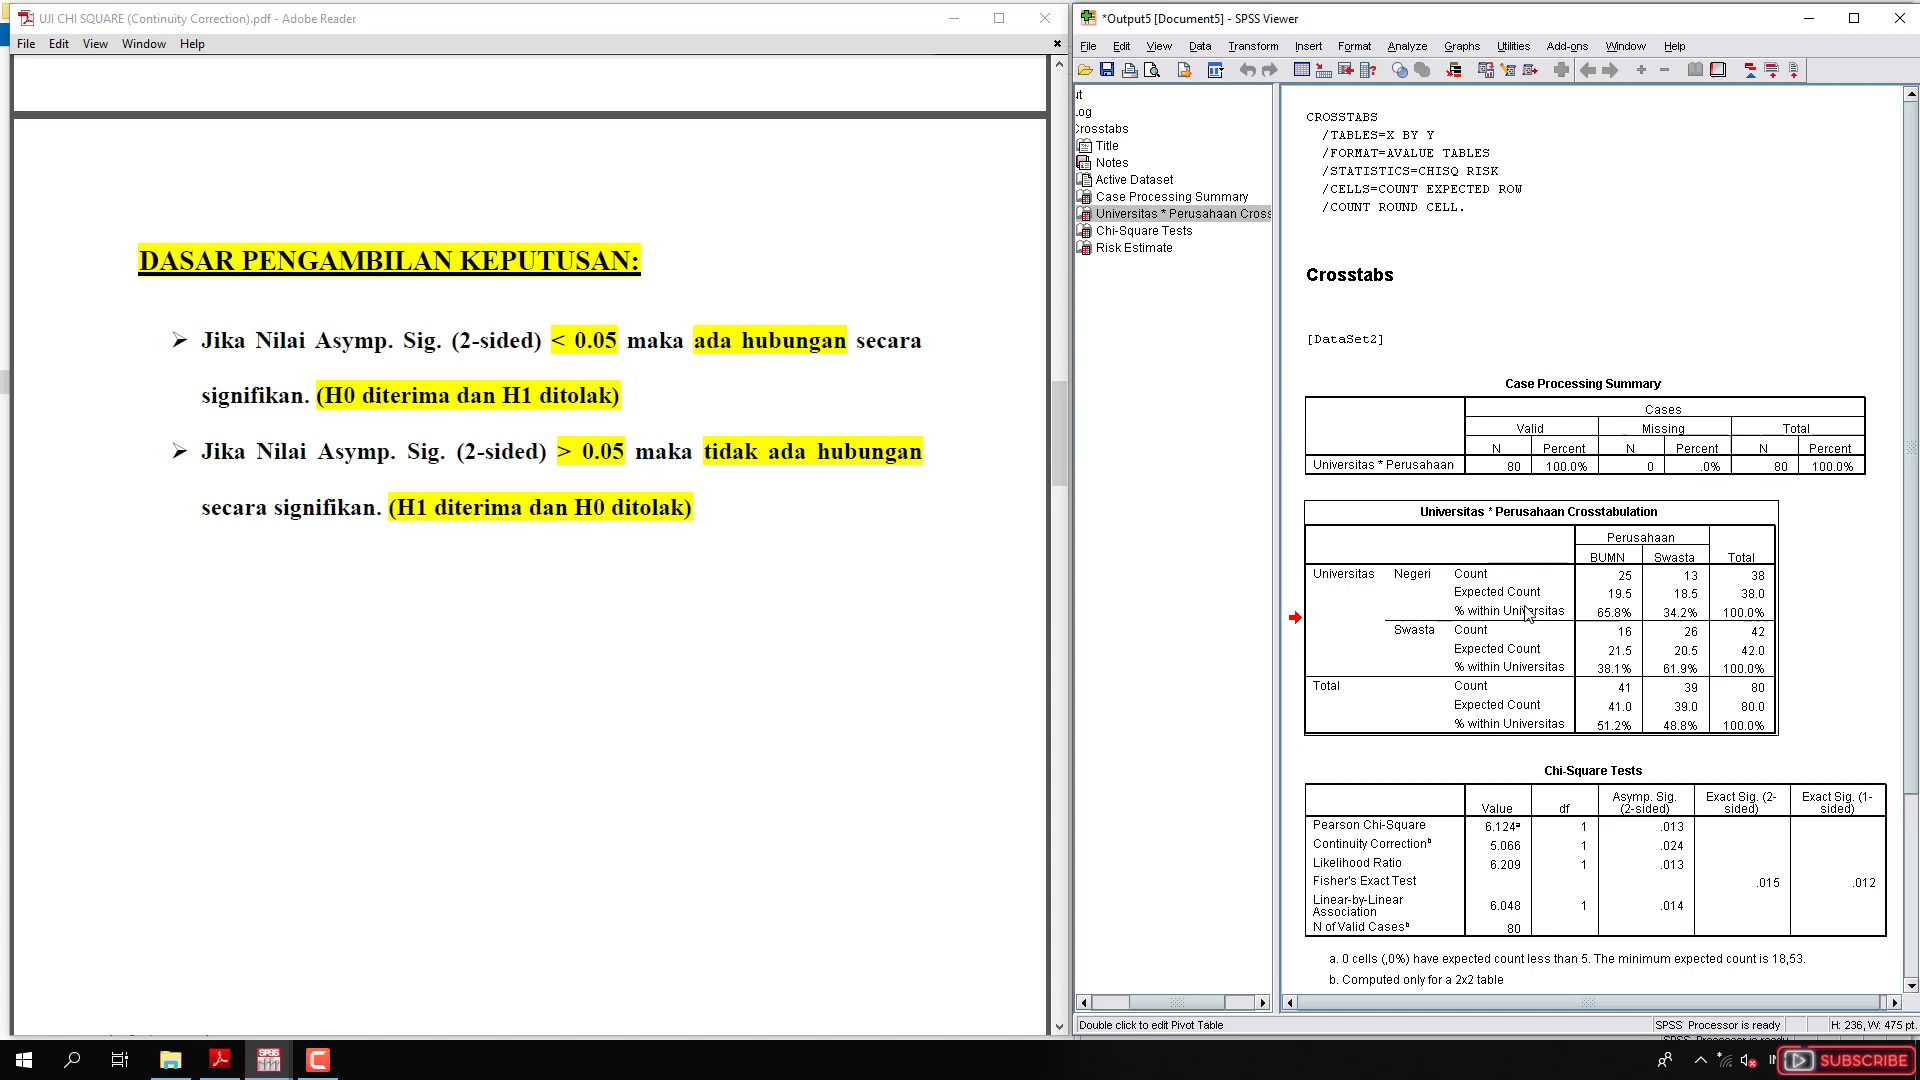 UJI CHI SQUARE (Continuity Correction).pdf - Adobe Reader
File Edit View Window Help
DASAR PENGAMBILAN KEPUTUSAN:
➢ Jika Nilai Asymp. Sig. (2-sided) < 0.05 maka ada hubungan secara
signifikan. (H0 diterima dan H1 ditolak)
➢ Jika Nilai Asymp. Sig. (2-sided) > 0.05 maka tidak ada hubungan
secara signifikan. (H1 diterima dan H0 ditolak)
*Output5 [Document5] - SPSS Viewer
File Edit View Data Transform Insert Format Analyze Graphs Utilities Add-ons Window Help
ut
Log
Crosstabs
Title
Notes
Active Dataset
Case Processing Summary
Universitas * Perusahaan Cross
Chi-Square Tests
Risk Estimate
CROSSTABS
/TABLES=X BY Y
/FORMAT=AVALUE TABLES
/STATISTICS=CHISQ RISK
/CELLS=COUNT EXPECTED ROW
/COUNT ROUND CELL.
Crosstabs
[DataSet2]
Case Processing Summary
Cases
Valid Missing Total
N Percent N Percent N Percent
Universitas * Perusahaan 80 100.0% 0 .0% 80 100.0%
Universitas * Perusahaan Crosstabulation
Perusahaan
BUMN Swasta Total
Universitas Negeri Count 25 13 38
Expected Count 19.5 18.5 38.0
% within Universitas 65.8% 34.2% 100.0%
Swasta Count 16 26 42
Expected Count 21.5 20.5 42.0
% within Universitas 38.1% 61.9% 100.0%
Total Count 41 39 80
Expected Count 41.0 39.0 80.0
% within Universitas 51.2% 48.8% 100.0%
Chi-Square Tests
Value df Asymp. Sig. (2-sided) Exact Sig. (2-sided) Exact Sig. (1-sided)
Pearson Chi-Square 6.124a 1 .013
Continuity Correctionb 5.066 1 .024
Likelihood Ratio 6.209 1 .013
Fisher's Exact Test .015 .012
Linear-by-Linear
Association 6.048 1 .014
N of Valid Casesb 80
a. 0 cells (,0%) have expected count less than 5. The minimum expected count is 18,53.
b. Computed only for a 2x2 table
Double click to edit Pivot Table SPSS Processor is ready H: 236, W: 475 pt.
SPSS
SUBSCRIBE